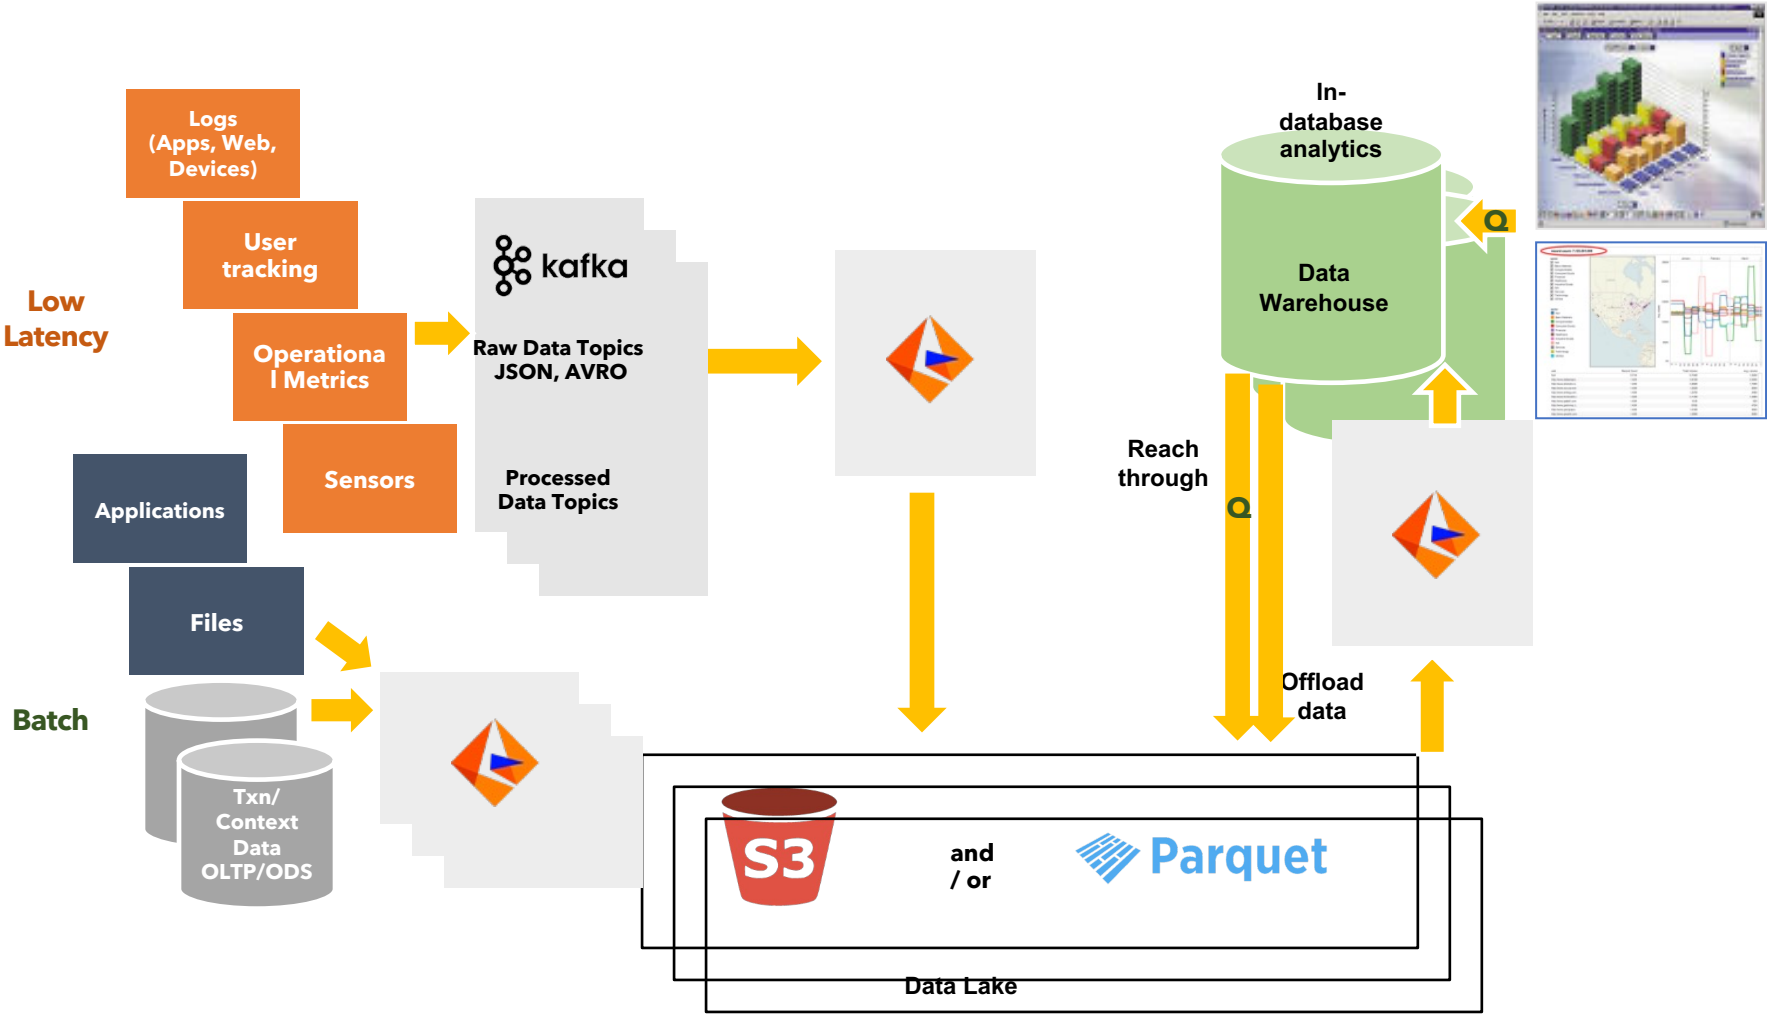 Logs
(Apps, Web,
Devices)
User
tracking
Operationa
l Metrics
Sensors
Low
Latency
Applications
Files
Batch
Txn/
Context
Data
OLTP/ODS
kafka
Raw Data Topics
JSON, AVRO
Processed
Data Topics
In-
database
analytics
Data
Warehouse
Q
Reach
through
Q
Offload
data
S3
and
/ or
Parquet
Data Lake